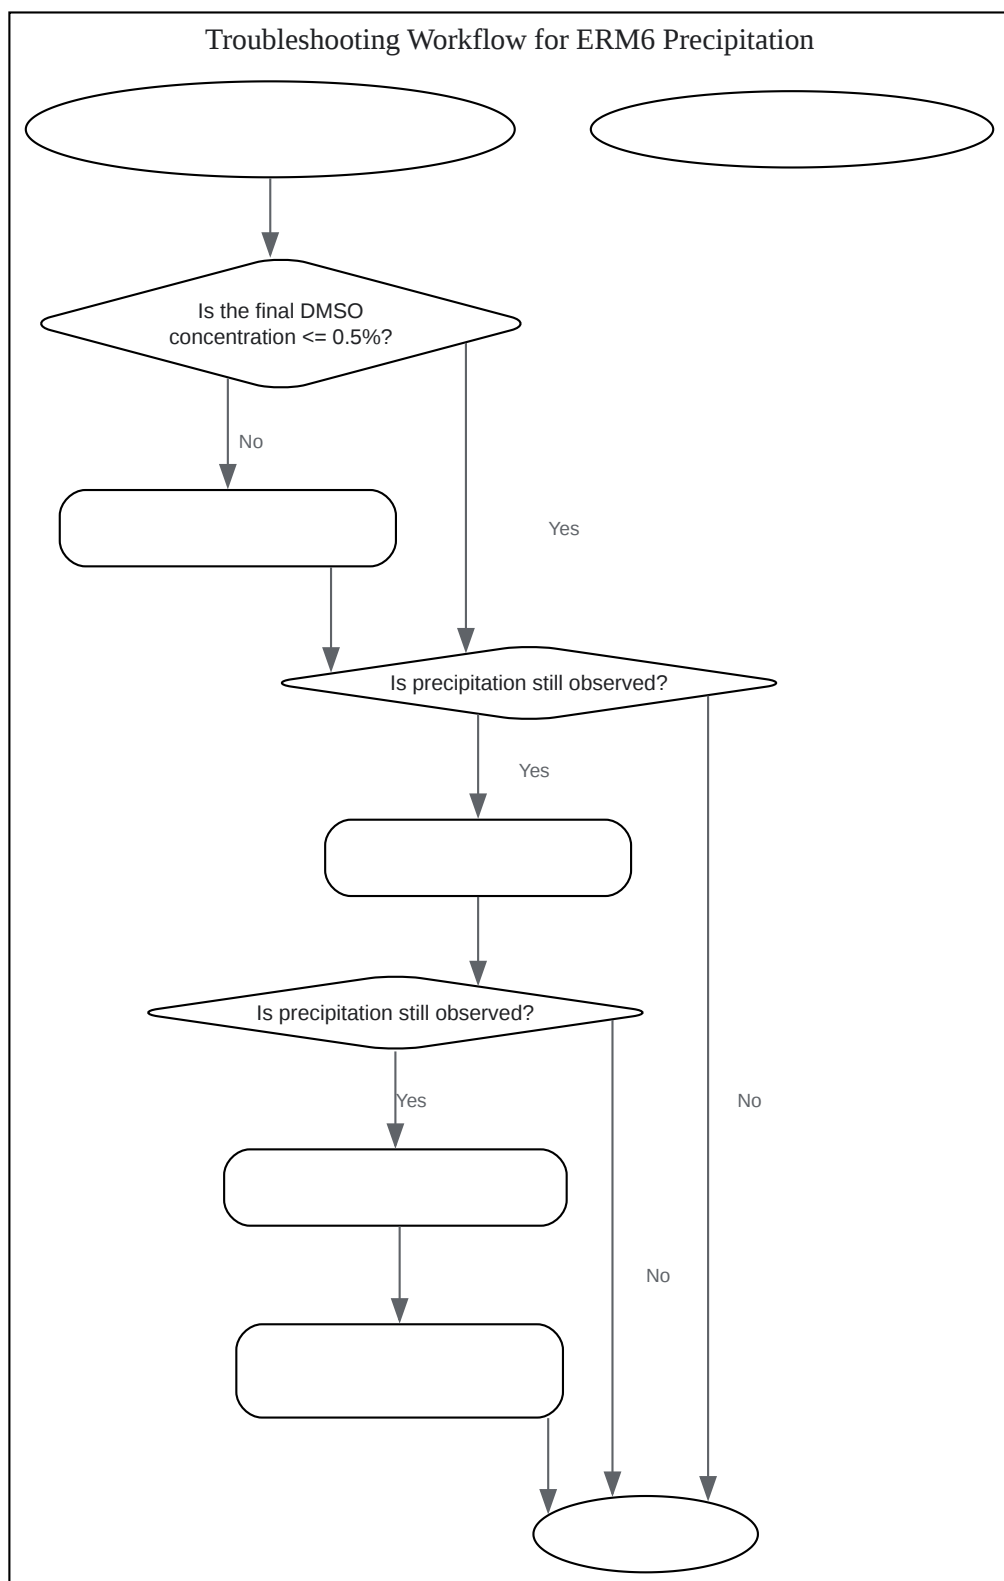 Troubleshooting Workflow for ERM6 Precipitation
Is the final DMSO
concentration <= 0.5%?
No
Yes
Is precipitation still observed?
Yes
Is precipitation still observed?
Yes
No
No